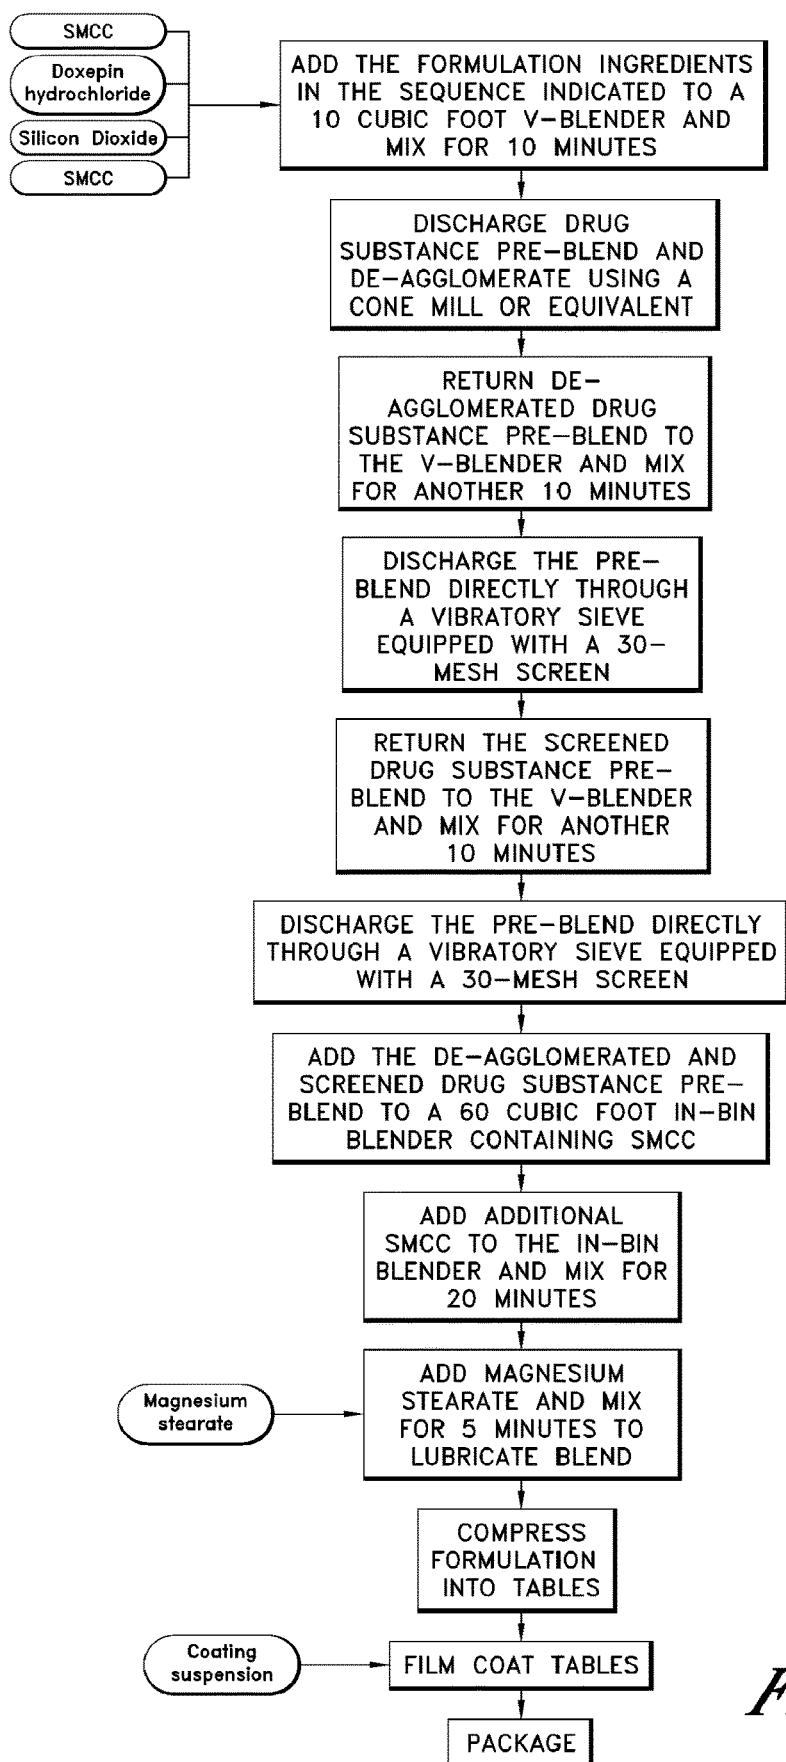 SMCC
Doxepin
hydrochloride
Silicon Dioxide
SMCC
ADD THE FORMULATION INGREDIENTS
IN THE SEQUENCE INDICATED TO A
10 CUBIC FOOT V-BLENDER AND
MIX FOR 10 MINUTES
DISCHARGE DRUG
SUBSTANCE PRE-BLEND AND
DE-AGGLOMERATE USING A
CONE MILL OR EQUIVALENT
RETURN DE-
AGGLOMERATED DRUG
SUBSTANCE PRE-BLEND TO
THE V-BLENDER AND MIX
FOR ANOTHER 10 MINUTES
DISCHARGE THE PRE-
BLEND DIRECTLY THROUGH
A VIBRATORY SIEVE
EQUIPPED WITH A 30-
MESH SCREEN
RETURN THE SCREENED
DRUG SUBSTANCE PRE-
BLEND TO THE V-BLENDER
AND MIX FOR ANOTHER
10 MINUTES
DISCHARGE THE PRE-BLEND DIRECTLY
THROUGH A VIBRATORY SIEVE EQUIPPED
WITH A 30-MESH SCREEN
ADD THE DE-AGGLOMERATED AND
SCREENED DRUG SUBSTANCE PRE-
BLEND TO A 60 CUBIC FOOT IN-BIN
BLENDER CONTAINING SMCC
ADD ADDITIONAL
SMCC TO THE IN-BIN
BLENDER AND MIX FOR
20 MINUTES
Magnesium
stearate
ADD MAGNESIUM
STEARATE AND MIX
FOR 5 MINUTES TO
LUBRICATE BLEND
COMPRESS
FORMULATION
INTO TABLES
Coating
suspension
FILM COAT TABLES
PACKAGE